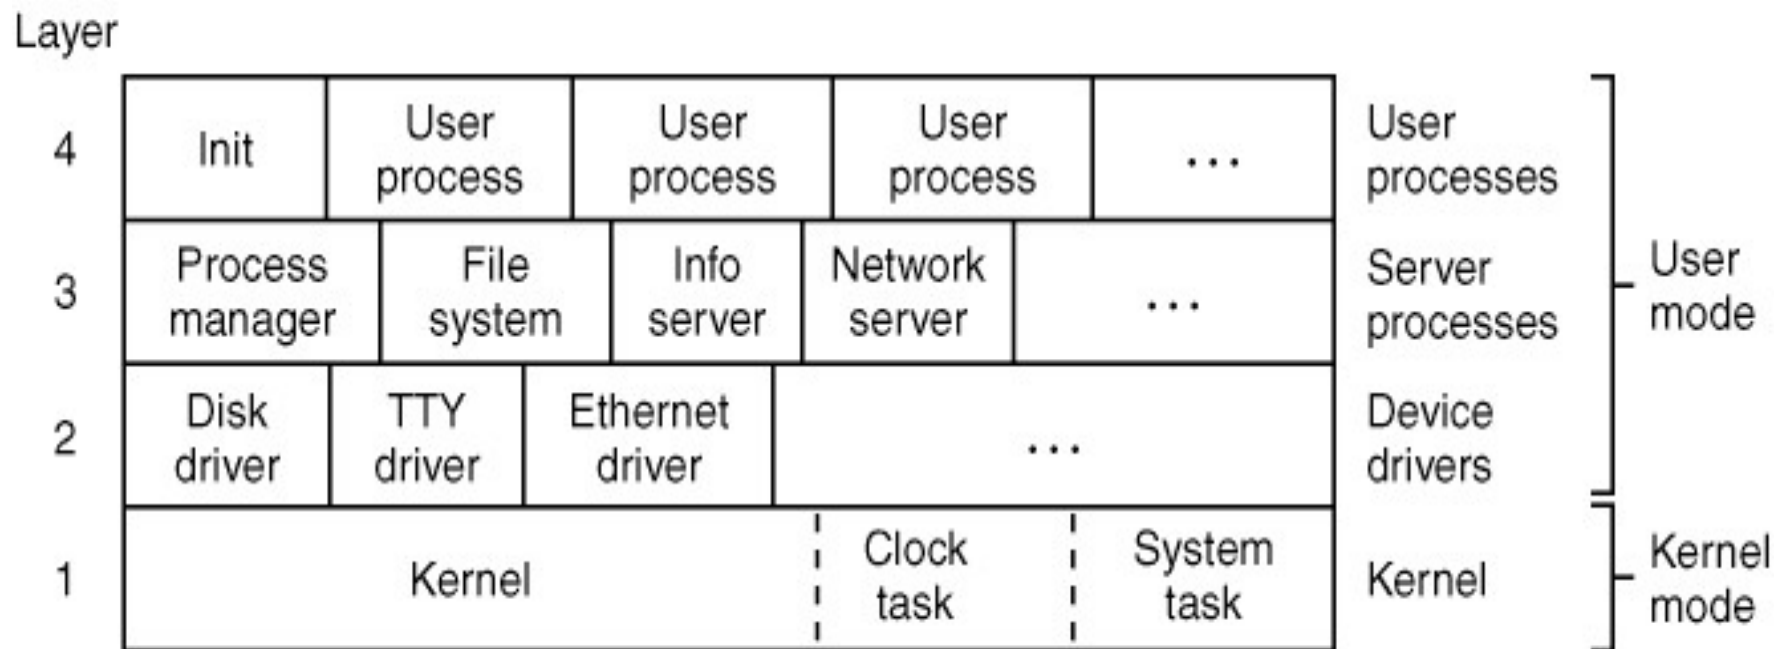 Layer
4
Init
User
process
User
process
User
process
...
User
processes
3
Process
manager
File
system
Info
server
Network
server
...
Server
processes
User
mode
2
Disk
driver
TTY
driver
Ethernet
driver
...
Device
drivers
1
Kernel
Clock
task
System
task
Kernel
Kernel
mode